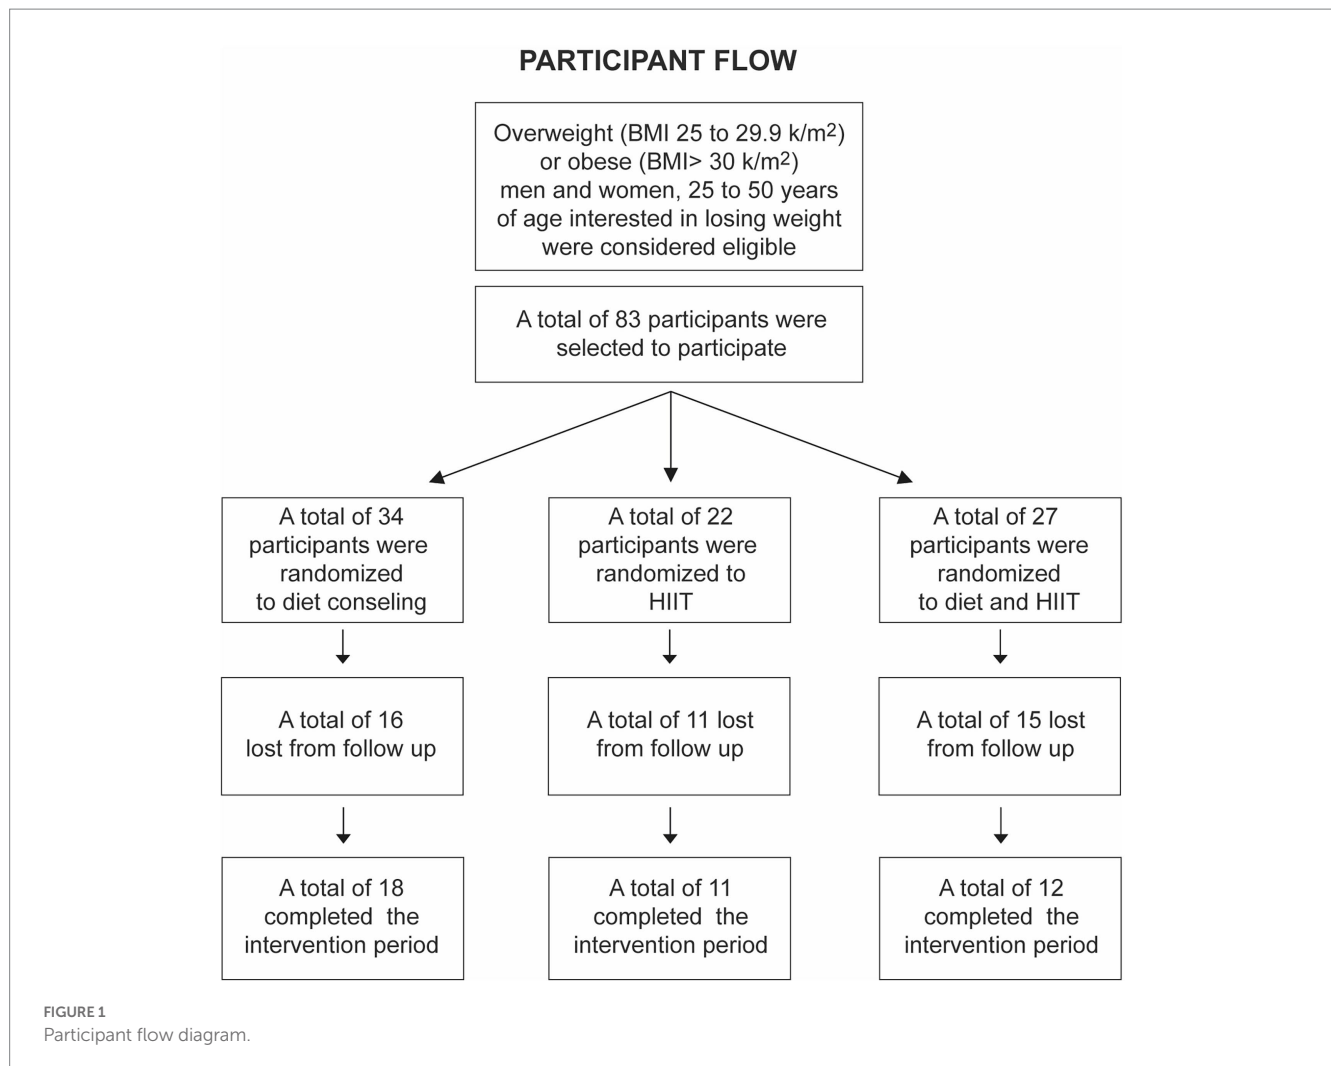 PARTICIPANT FLOW
Overweight (BMI 25 to 29.9 k/m²)
or obese (BMI> 30 k/m²)
men and women, 25 to 50 years
of age interested in losing weight
were considered eligible
A total of 83 participants were
selected to participate
A total of 34
participants were
randomized
to diet conseling
A total of 22
participants were
randomized to
HIIT
A total of 27
participants were
randomized
to diet and HIIT
A total of 16
lost from follow up
A total of 11 lost
from follow up
A total of 15 lost
from follow up
A total of 18
completed the
intervention period
A total of 11
completed the
intervention period
A total of 12
completed the
intervention period
FIGURE 1
Participant flow diagram.